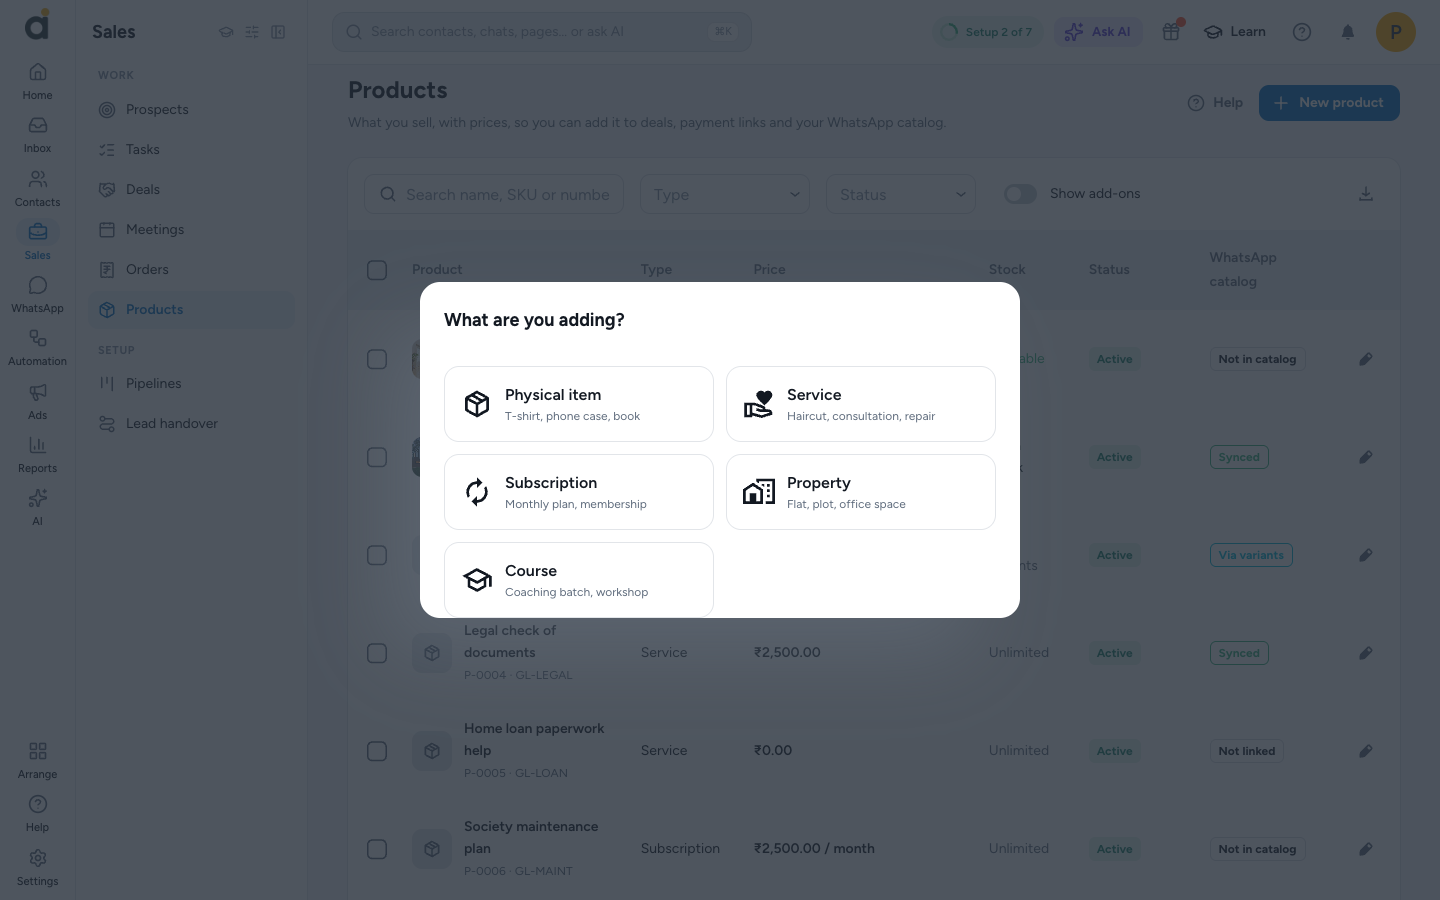 Sales
Search contacts, chats, pages... or ask AI
⌘K
Setup 2 of 7
Ask AI
Learn
P
Home
Inbox
Contacts
Sales
WhatsApp
Automation
Ads
Reports
AI
Arrange
Help
Settings
WORK
Prospects
Tasks
Deals
Meetings
Orders
Products
SETUP
Pipelines
Lead handover
Products
What you sell, with prices, so you can add it to deals, payment links and your WhatsApp catalog.
Help
New product
Search name, SKU or numbe
Type
Status
Show add-ons
Product
Type
Price
Stock
Status
WhatsApp
catalog
What are you adding?
Physical item
T-shirt, phone case, book
Service
Haircut, consultation, repair
Subscription
Monthly plan, membership
Property
Flat, plot, office space
Course
Coaching batch, workshop
Active
Not in catalog
Active
Synced
Active
Via variants
Legal check of
documents
P-0004 · GL-LEGAL
Service
₹2,500.00
Unlimited
Active
Synced
Home loan paperwork
help
P-0005 · GL-LOAN
Service
₹0.00
Unlimited
Active
Not linked
Society maintenance
plan
P-0006 · GL-MAINT
Subscription
₹2,500.00 / month
Unlimited
Active
Not in catalog